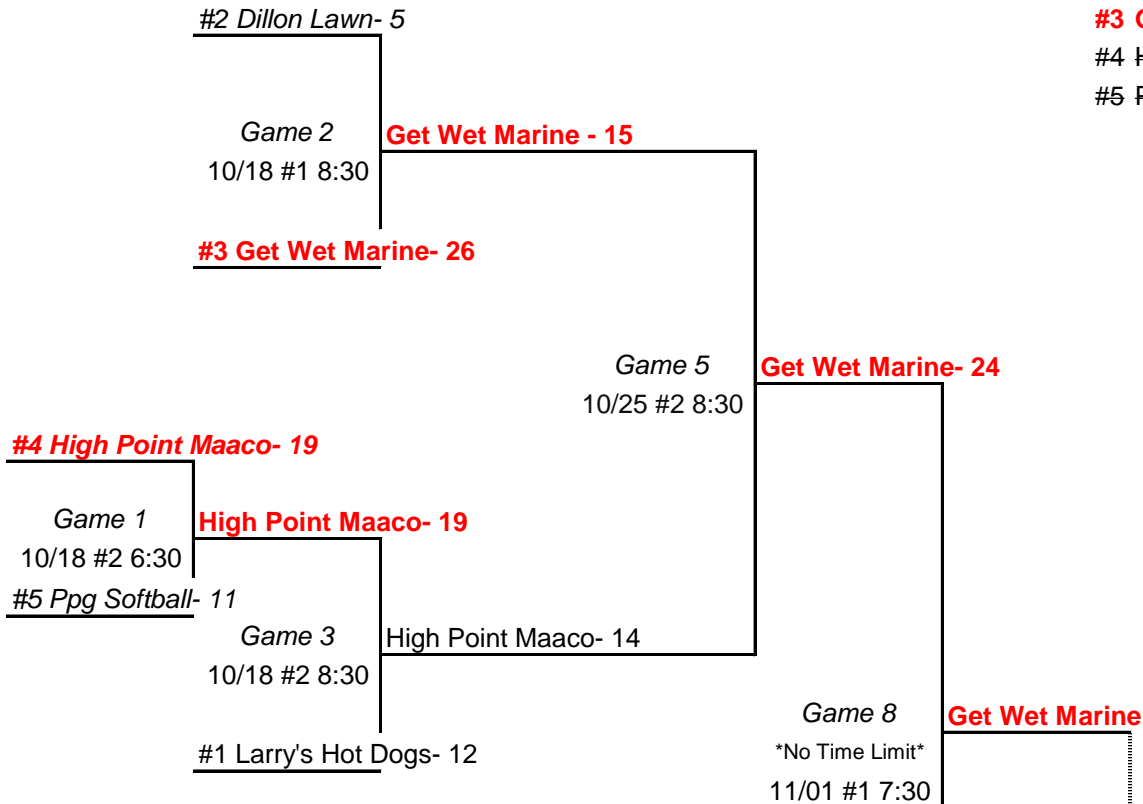 #2 Dillon Lawn- 5
#3
#4
#5
Game 2
Get Wet Marine - 15
10/18 #1 8:30
#3 Get Wet Marine- 26
Game 5
Get Wet Marine- 24
10/25 #2 8:30
#4 High Point Maaco- 19
Game 1
High Point Maaco- 19
10/18 #2 6:30
#5 Ppg Softball- 11
Game 3
High Point Maaco- 14
10/18 #2 8:30
Game 8
Get Wet Marine
#1 Larry's Hot Dogs- 12
*No Time Limit*
11/01 #1 7:30